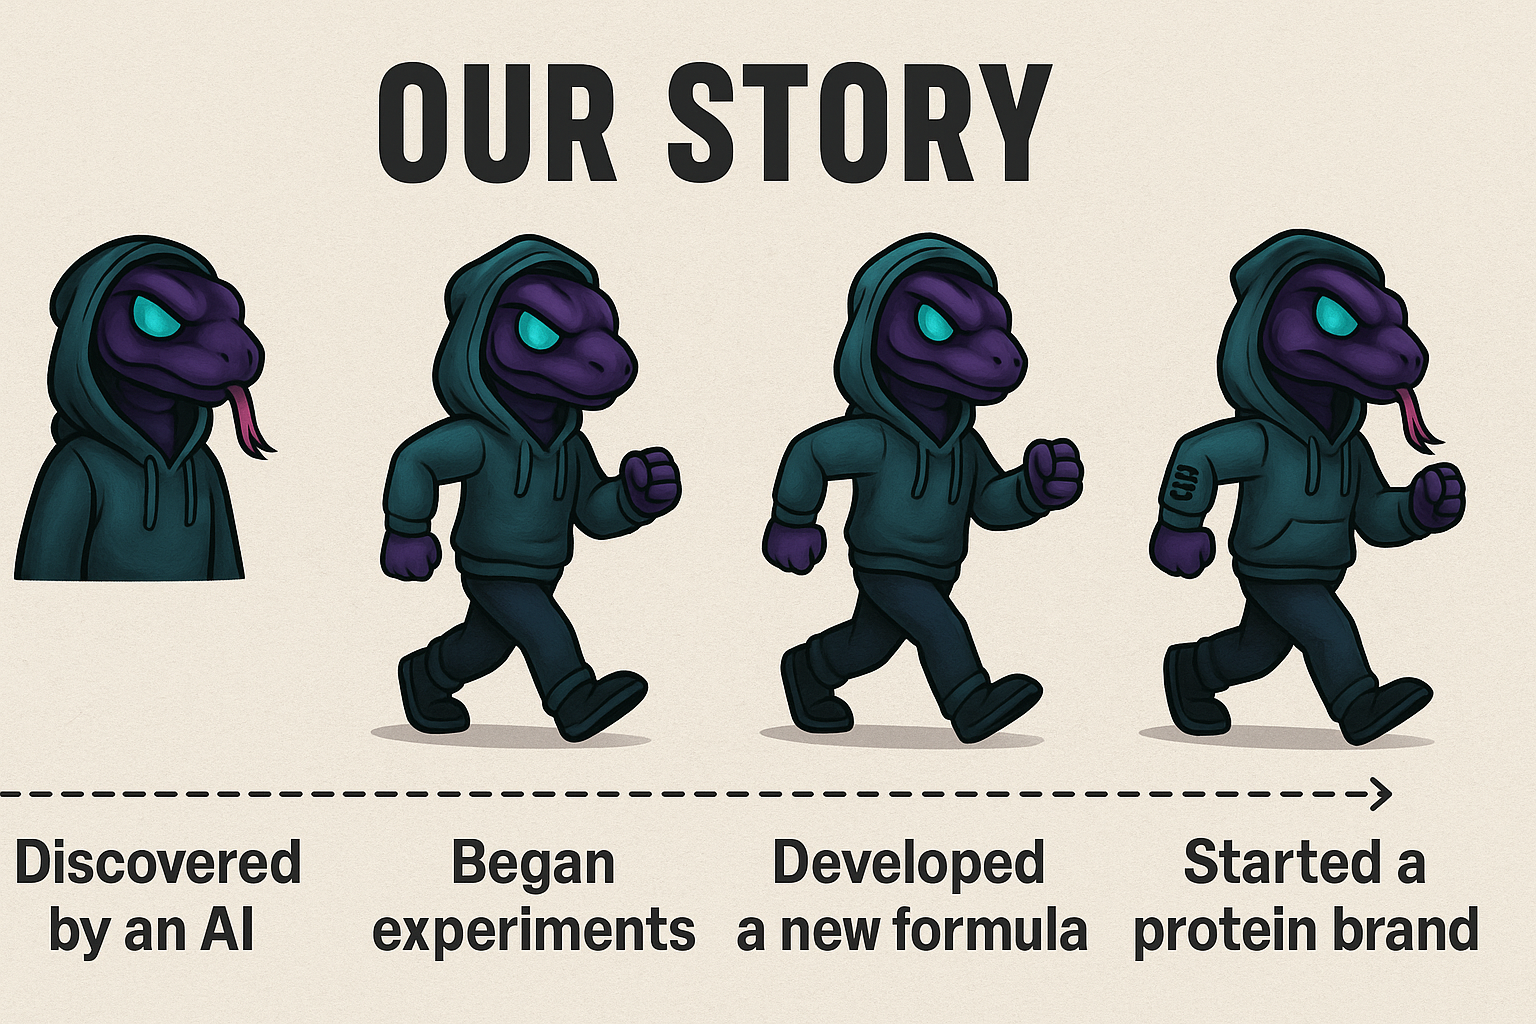 OUR STORY
Discovered
by an AI
Began
experiments
Developed
a new formula
Started a
protein brand